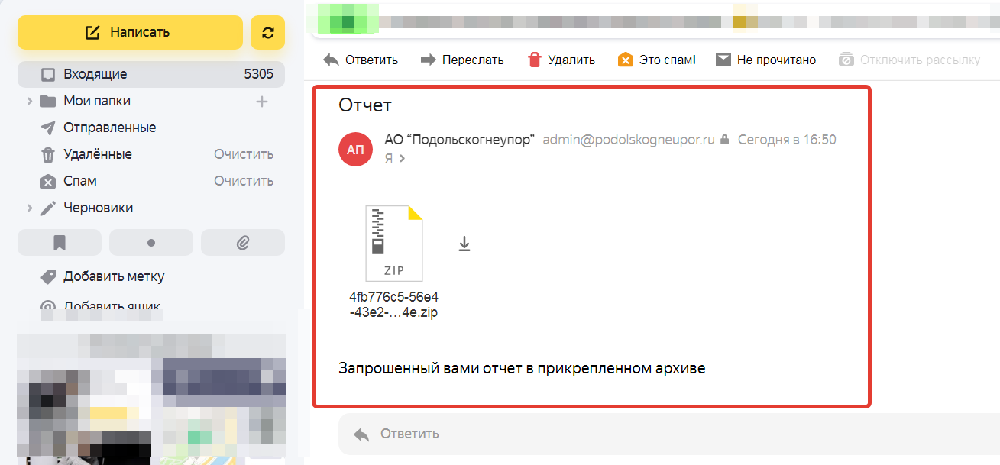 Написать
Входящие 5305
Мои папки
Отправленные
Удалённые Очистить
Спам Очистить
Черновики
Добавить метку
Добавить ящик
Ответить Переслать Удалить Это спам! Не прочитано Отключить рассылку
Отчет
АП АО “Подольскогнеупор” admin@podolskogneupor.ru Сегодня в 16:50
Я
ZIP
4fb776c5-56e4
-43e2-...4e.zip
Запрошенный вами отчет в прикрепленном архиве
Ответить